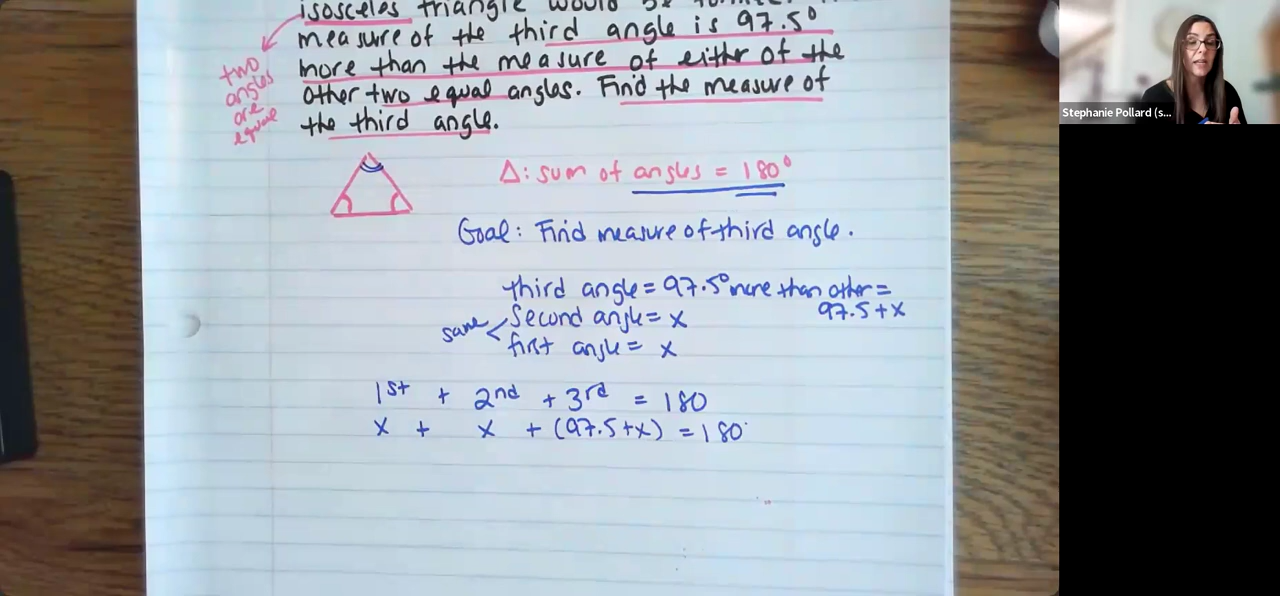 isosceles triangle would be
measure of the third angle is 97.5°
more than the measure of either of the
other two equal angles. Find the measure of
the third angle.
two
angles
are
equal
Δ: sum of angles = 180°
Goal: Find measure of third angle.
third angle = 97.5° more than other =
97.5+x
same < Second angle = x
first angle = x
1st + 2nd + 3rd = 180
x + x + (97.5+x) = 180
Stephanie Pollard (s...